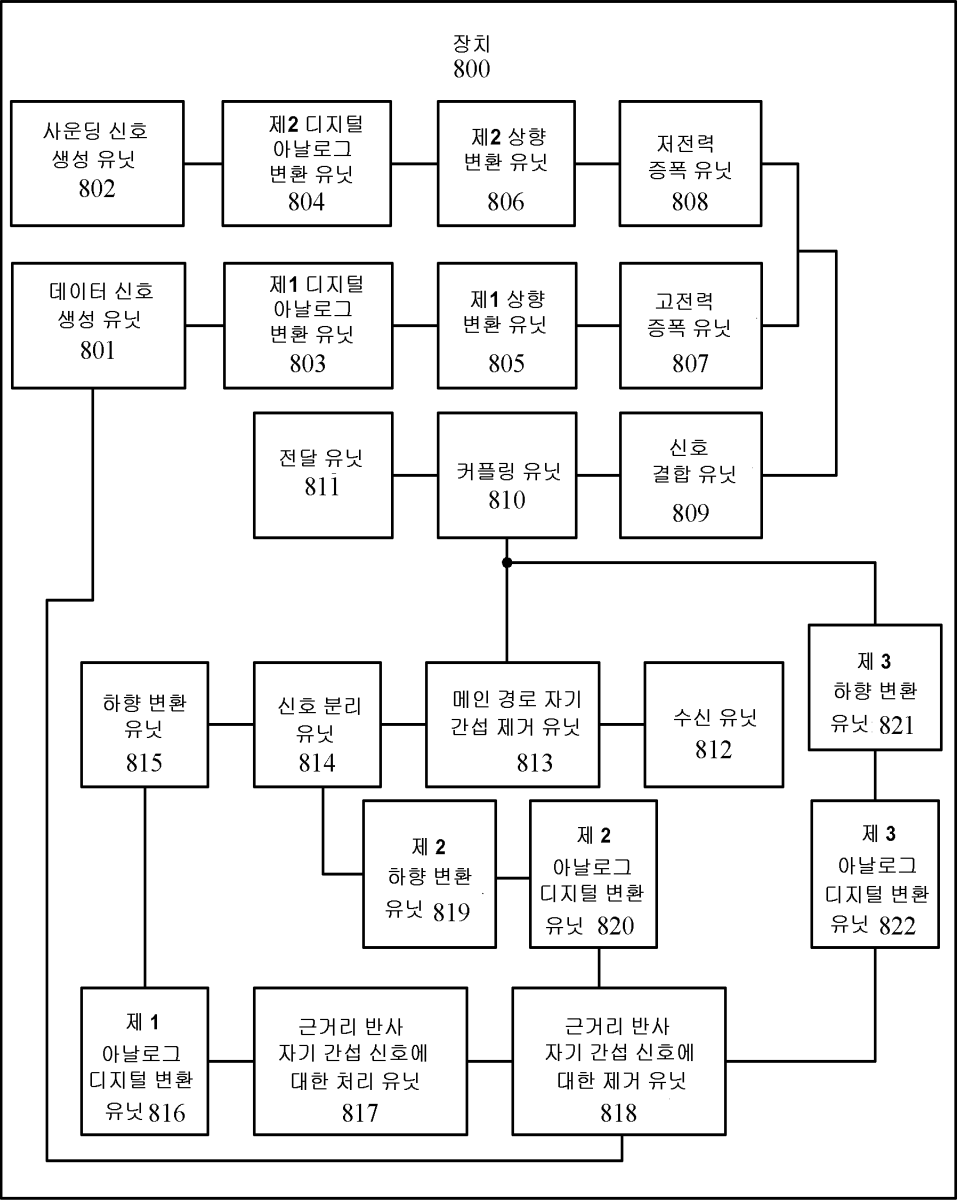 장치
800
사운딩 신호
생성 유닛
802
제2 디지털
아날로그
변환 유닛
804
제2 상향
변환 유닛
806
저전력
증폭 유닛
808
데이터 신호
생성 유닛
801
제1 디지털
아날로그
변환 유닛
803
제1 상향
변환 유닛
805
고전력
증폭 유닛
807
전달 유닛
811
커플링 유닛
810
신호
결합 유닛
809
하향 변환
유닛
815
신호 분리
유닛
814
메인 경로 자기
간섭 제거 유닛
813
수신 유닛
812
제 3
하향 변환
유닛 821
제 2
하향 변환
유닛 819
제 2
아날로그
디지털 변환
유닛 820
제 3
아날로그
디지털 변환
유닛 822
제 1
아날로그
디지털 변환
유닛 816
근거리 반사
자기 간섭 신호에
대한 처리 유닛
817
근거리 반사
자기 간섭 신호에
대한 제거 유닛
818